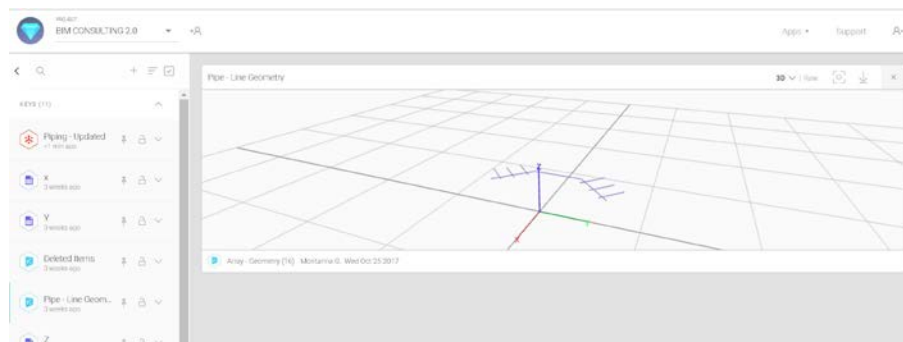 PROJECT
BIM CONSULTING 2.0
Apps
Support
KEYS (11)
Piping - Updated
<1 min ago
X
3 weeks ago
Y
3 weeks ago
Deleted Items
3 weeks ago
Pipe - Line Geom...
3 weeks ago
Z
Pipe - Line Geometry
3D
Raw
Z
X
Y
Array - Geometry (16) Montanna G. Wed Oct 25 2017